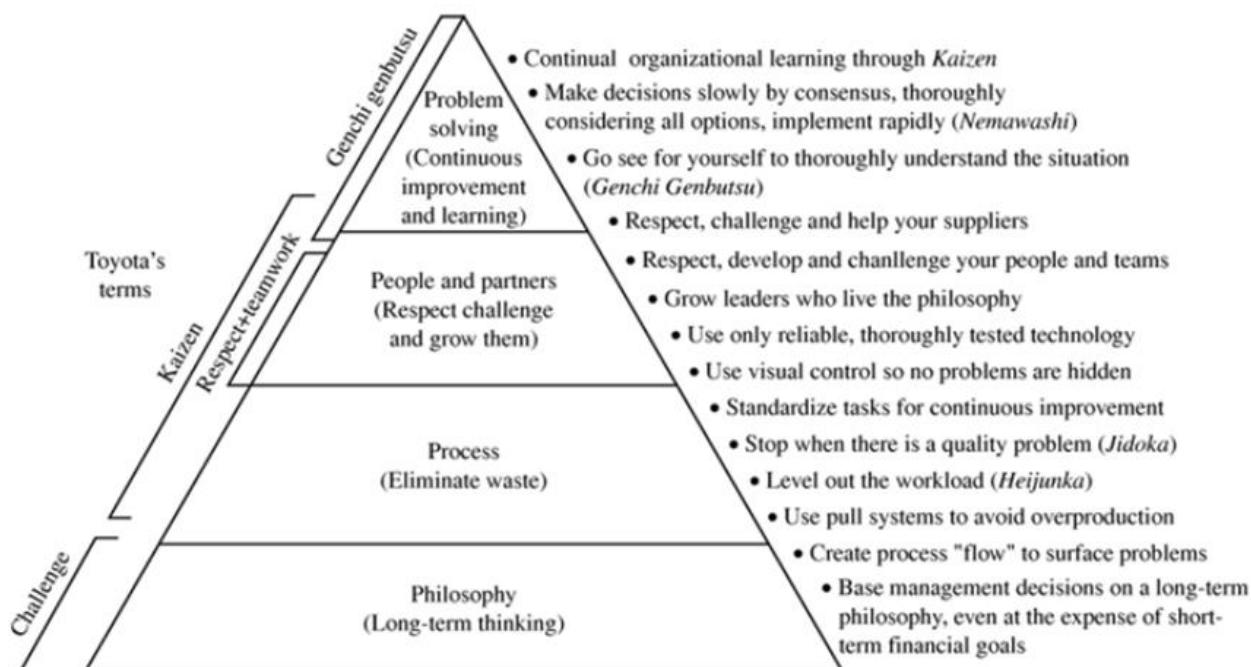 Genchi genbutsu
Kaizen
Respect+teamwork
Challenge
Toyota's
terms
Problem
solving
(Continuous
improvement
and learning)
People and partners
(Respect challenge
and grow them)
Process
(Eliminate waste)
Philosophy
(Long-term thinking)
• Continual organizational learning through Kaizen
• Make decisions slowly by consensus, thoroughly
considering all options, implement rapidly (Nemawashi)
• Go see for yourself to thoroughly understand the situation
(Genchi Genbutsu)
• Respect, challenge and help your suppliers
• Respect, develop and chanllenge your people and teams
• Grow leaders who live the philosophy
• Use only reliable, thoroughly tested technology
• Use visual control so no problems are hidden
• Standardize tasks for continuous improvement
• Stop when there is a quality problem (Jidoka)
• Level out the workload (Heijunka)
• Use pull systems to avoid overproduction
• Create process "flow" to surface problems
• Base management decisions on a long-term
philosophy, even at the expense of short-
term financial goals